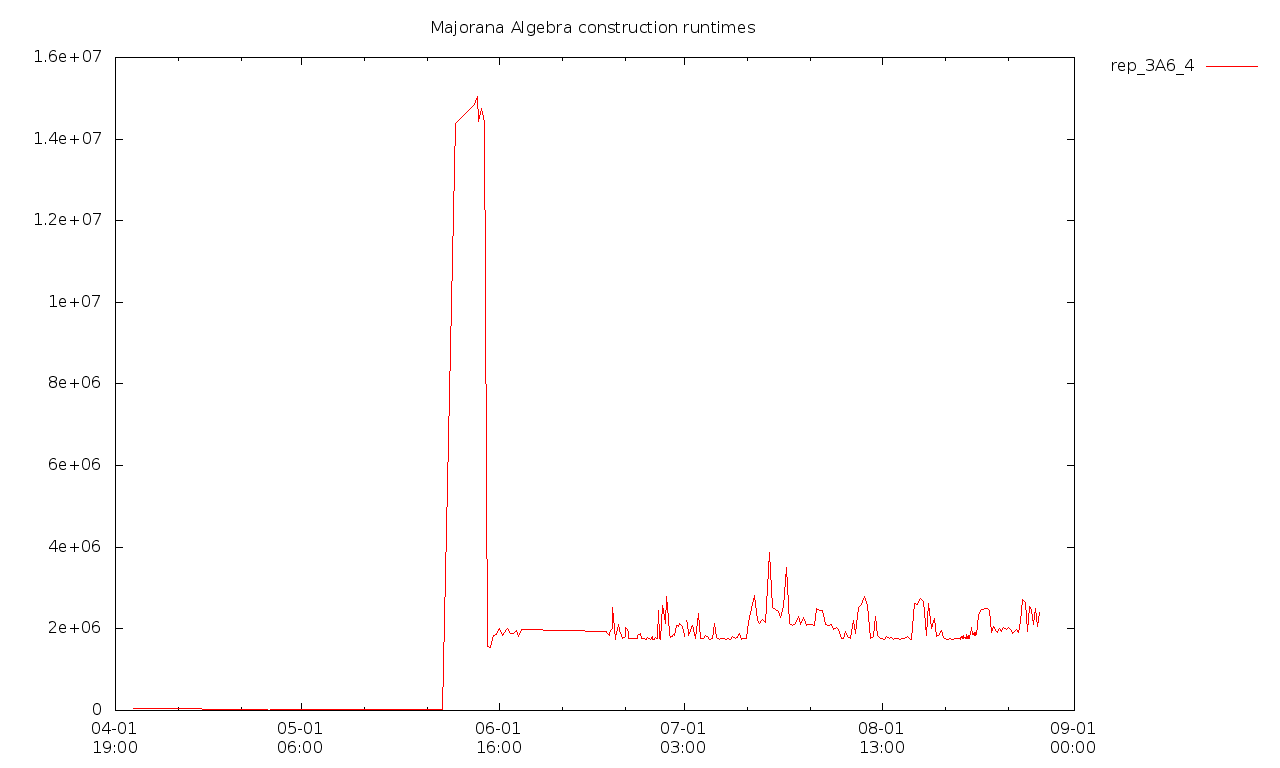 Majorana Algebra construction runtimes
rep_3A6_4
1.6e+07
1.4e+07
1.2e+07
1e+07
8e+06
6e+06
4e+06
2e+06
0
04-01 05-01 06-01 07-01 08-01 09-01
19:00 06:00 16:00 03:00 13:00 00:00